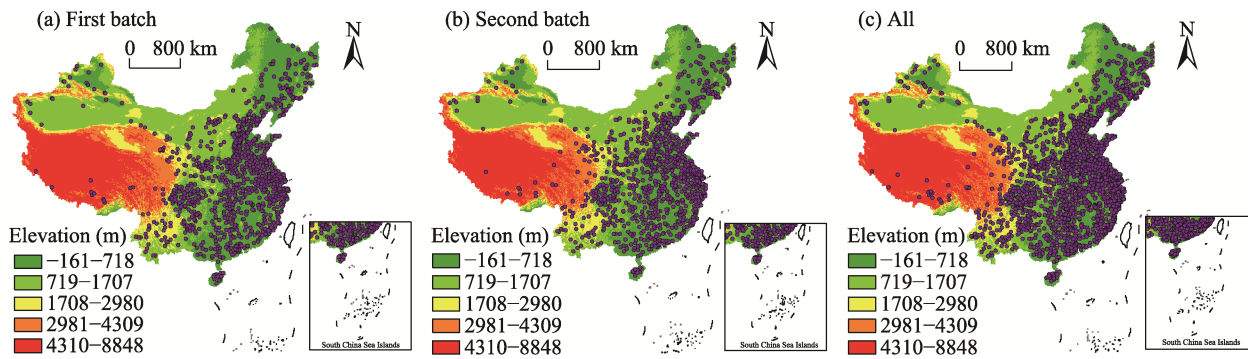 (a) First batch
N
0 800 km
Elevation (m)
−161−718
719−1707
1708−2980
2981−4309
4310−8848
South China Sea Islands
(b) Second batch
N
0 800 km
Elevation (m)
−161−718
719−1707
1708−2980
2981−4309
4310−8848
South China Sea Islands
(c) All
N
0 800 km
Elevation (m)
−161−718
719−1707
1708−2980
2981−4309
4310−8848
South China Sea Islands